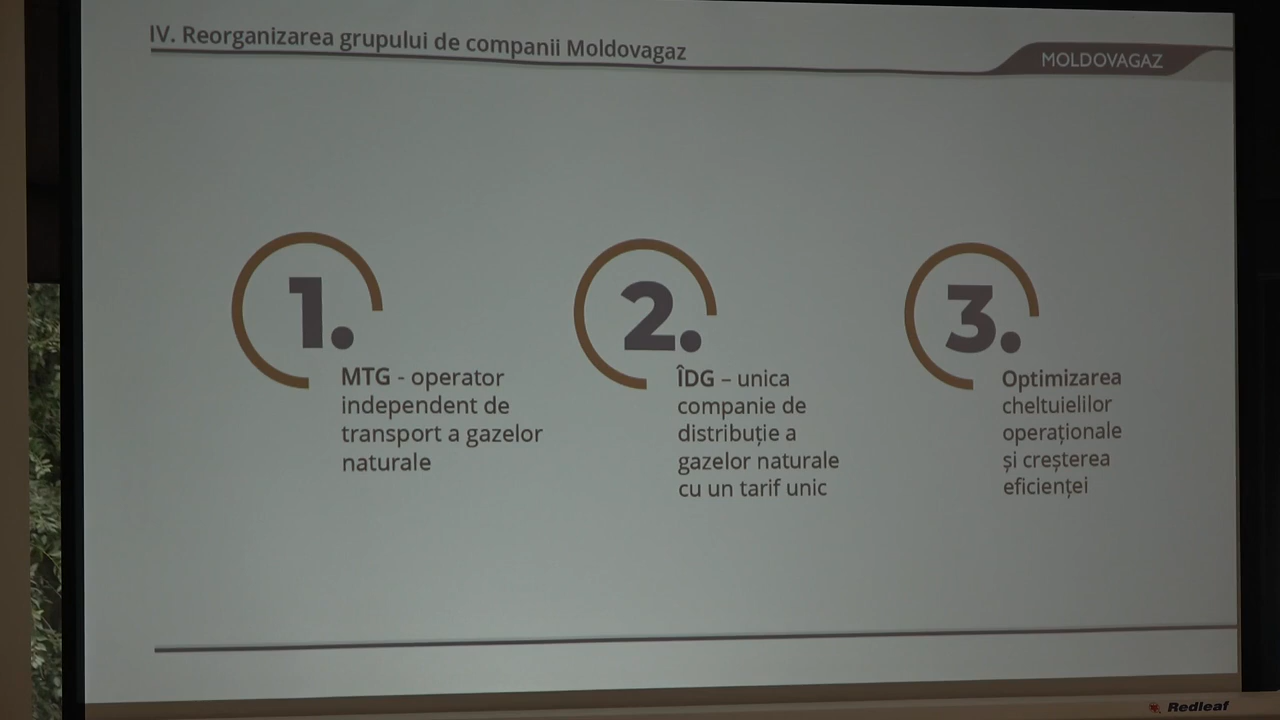 IV. Reorganizarea grupului de companii Moldovagaz
MOLDOVAGAZ
1.
MTG - operator
independent de
transport a gazelor
naturale
2.
ÎDG – unica
companie de
distribuție a
gazelor naturale
cu un tarif unic
3.
Optimizarea
cheltuielilor
operaționale
și creșterea
eficienței
Redleaf